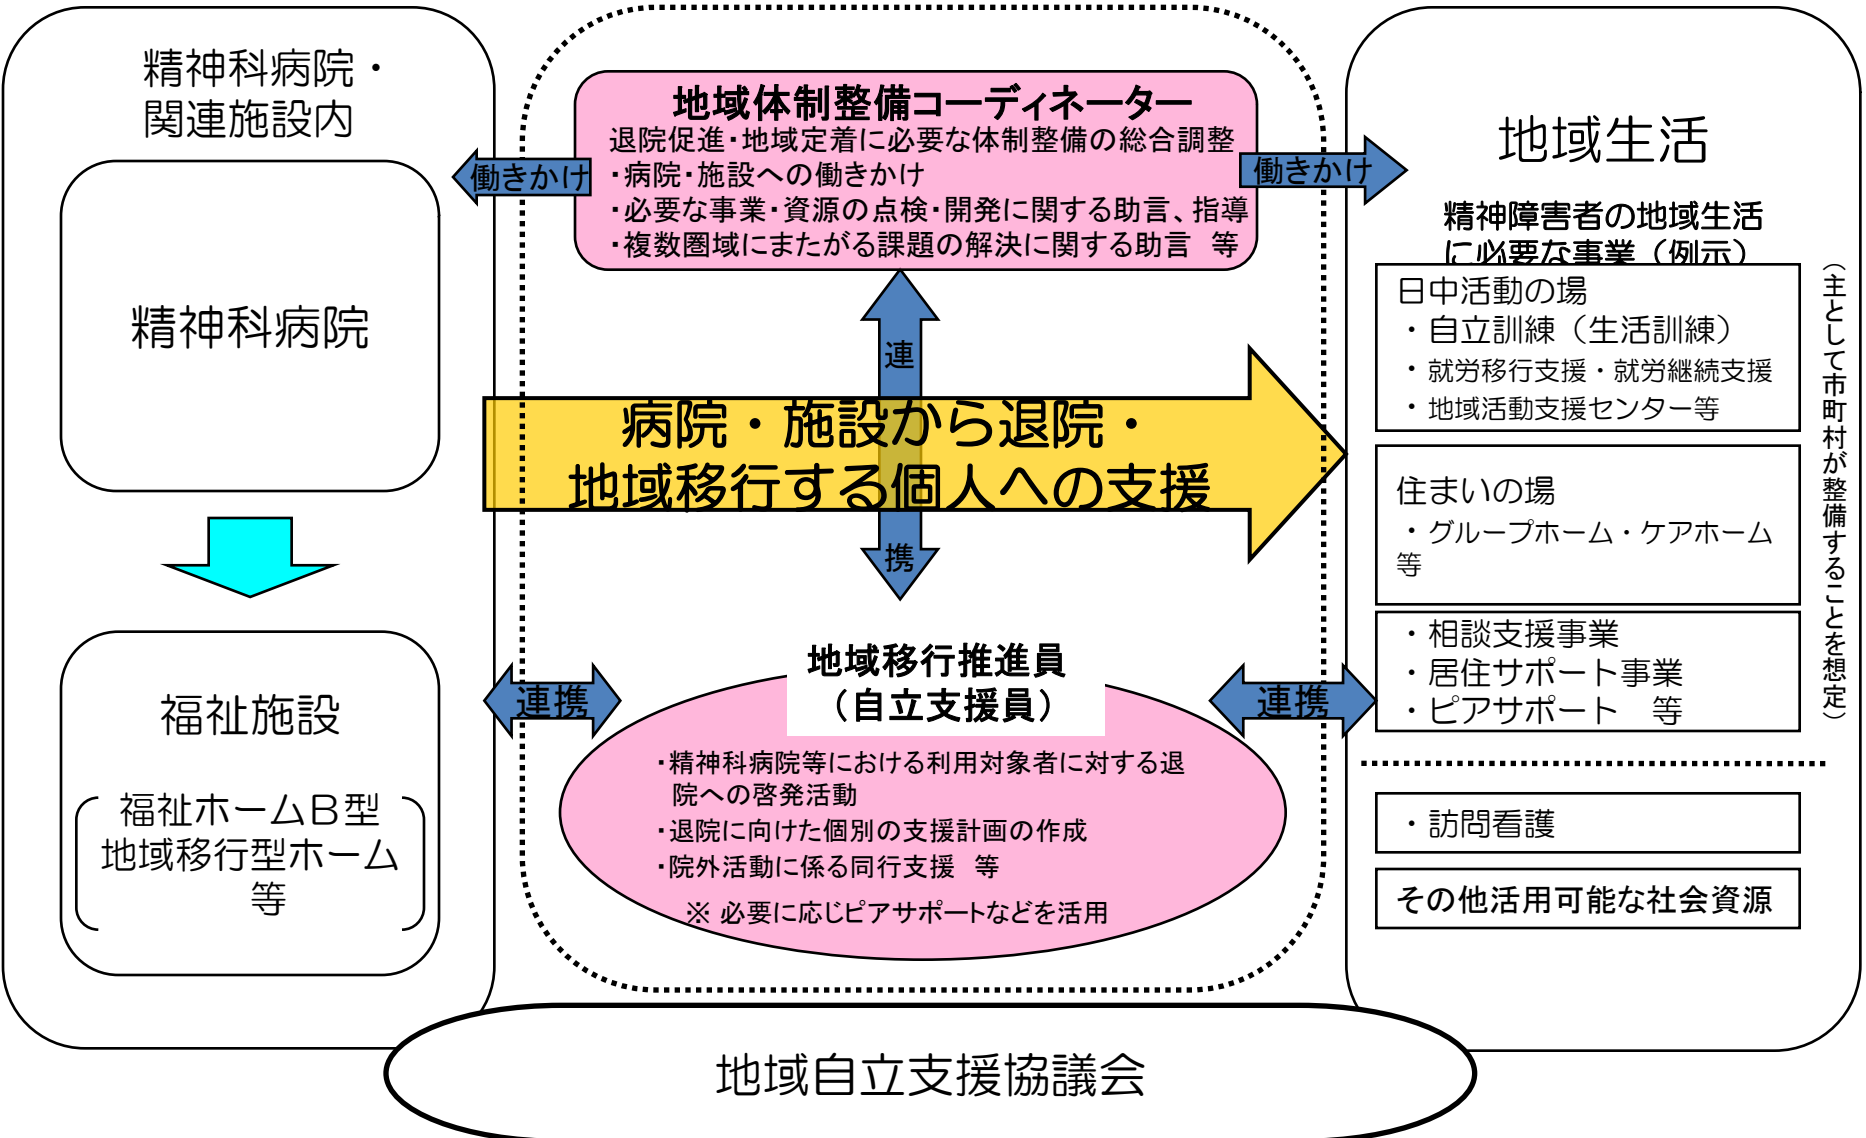 精神科病院・
関連施設内
精神科病院
福祉施設
福祉ホームＢ型
地域移行型ホーム
等
地域体制整備コーディネーター
退院促進・地域定着に必要な体制整備の総合調整
・病院・施設への働きかけ
・必要な事業・資源の点検・開発に関する助言、指導
・複数圏域にまたがる課題の解決に関する助言　等
働きかけ
働きかけ
連
携
病院・施設から退院・
地域移行する個人への支援
連携
連携
地域移行推進員
（自立支援員）
・精神科病院等における利用対象者に対する退
院への啓発活動
・退院に向けた個別の支援計画の作成
・院外活動に係る同行支援　等
※ 必要に応じピアサポートなどを活用
地域生活
精神障害者の地域生活
に必要な事業（例示）
日中活動の場
・自立訓練（生活訓練）
・就労移行支援・就労継続支援
・地域活動支援センター等
住まいの場
・グループホーム・ケアホーム
等
・相談支援事業
・居住サポート事業
・ピアサポート　等
・訪問看護
その他活用可能な社会資源
（主として市町村が整備することを想定）
地域自立支援協議会